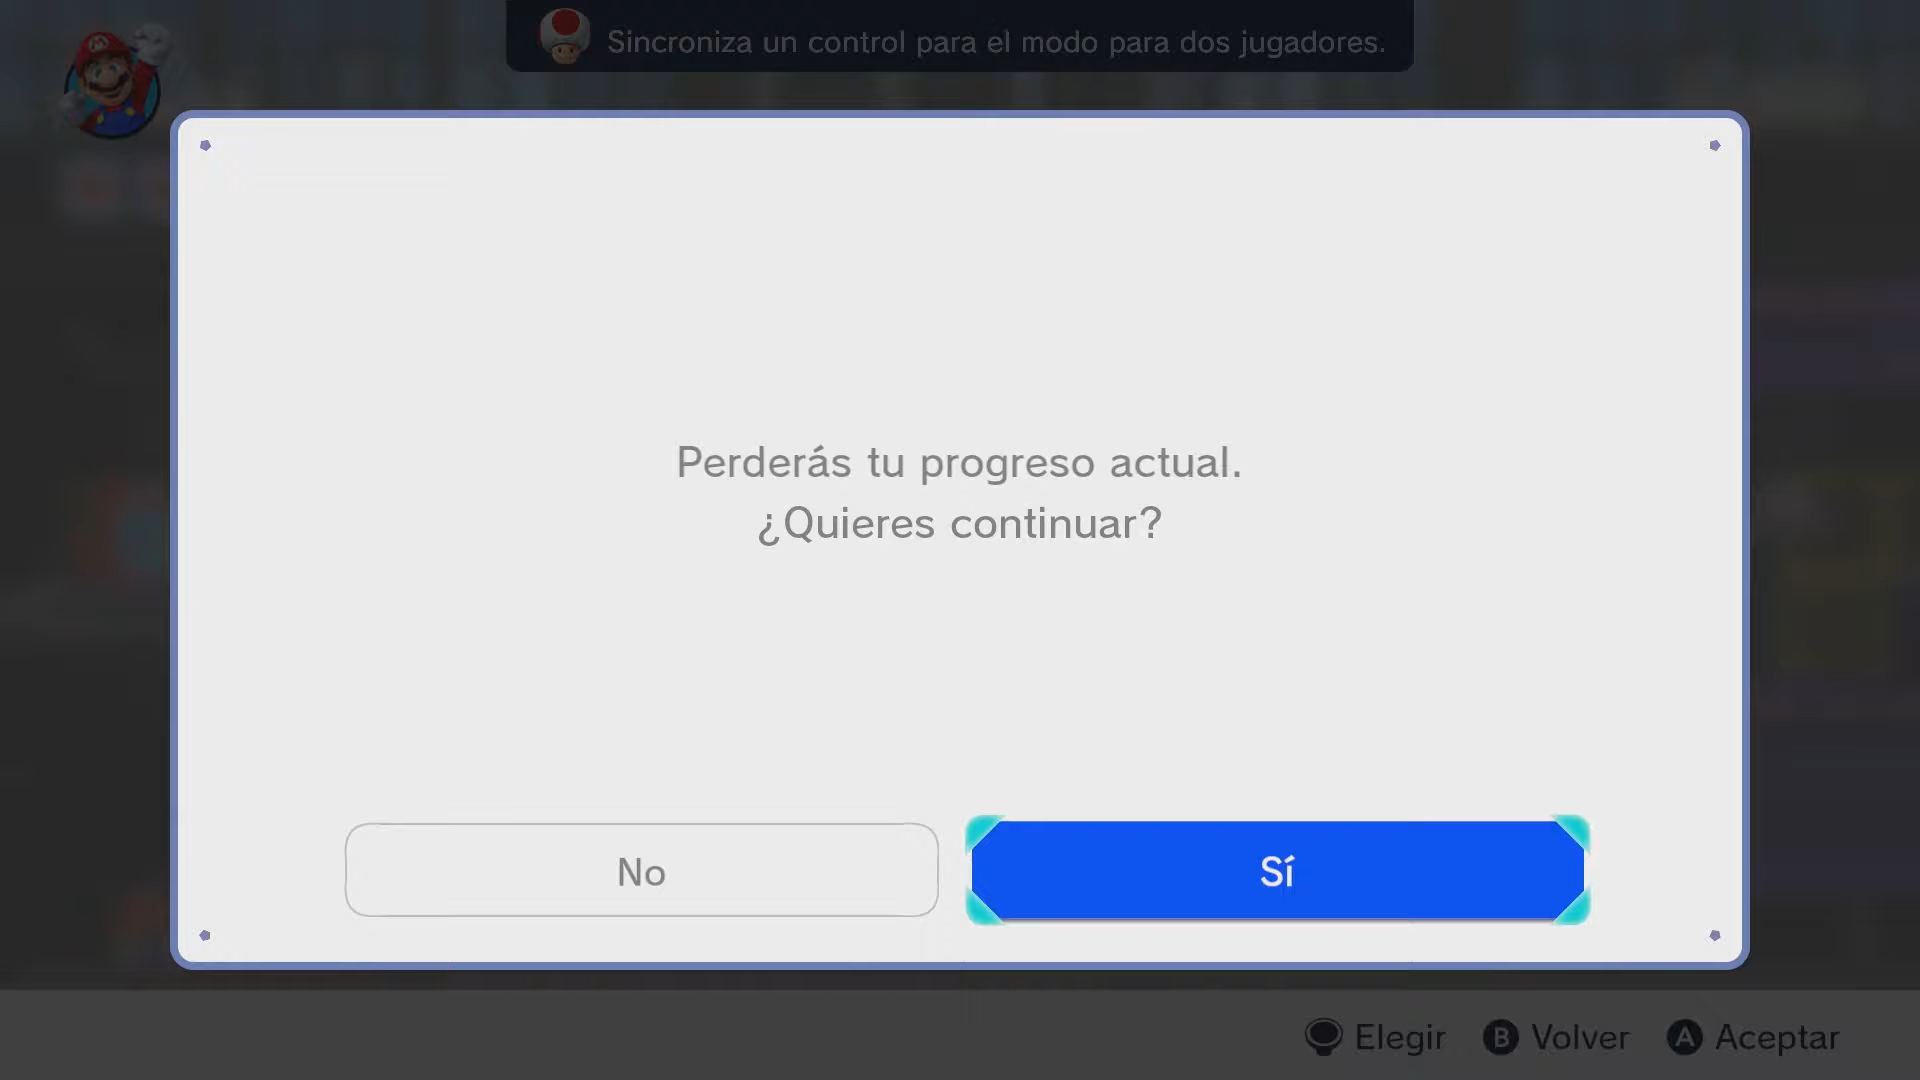 Sincroniza un control para el modo para dos jugadores.
Perderás tu progreso actual.
¿Quieres continuar?
No
Sí
Elegir
B Volver
A Aceptar